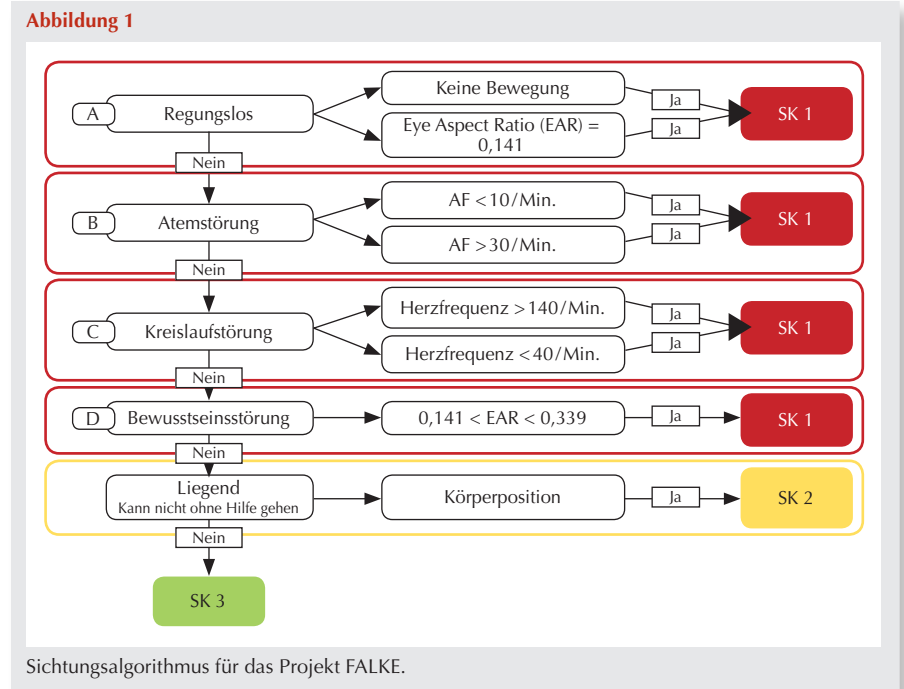 Abbildung 1
A
Regungslos
Keine Bewegung
Ja
Eye Aspect Ratio (EAR) =
0,141
Ja
SK 1
Nein
B
Atemstörung
AF <10/Min.
Ja
AF >30/Min.
Ja
SK 1
Nein
C
Kreislaufstörung
Herzfrequenz >140/Min.
Ja
Herzfrequenz <40/Min.
Ja
SK 1
Nein
D
Bewusstseinsstörung
0,141 < EAR < 0,339
Ja
SK 1
Nein
Liegend
Kann nicht ohne Hilfe gehen
Körperposition
Ja
SK 2
Nein
SK 3
Sichtungsalgorithmus für das Projekt FALKE.